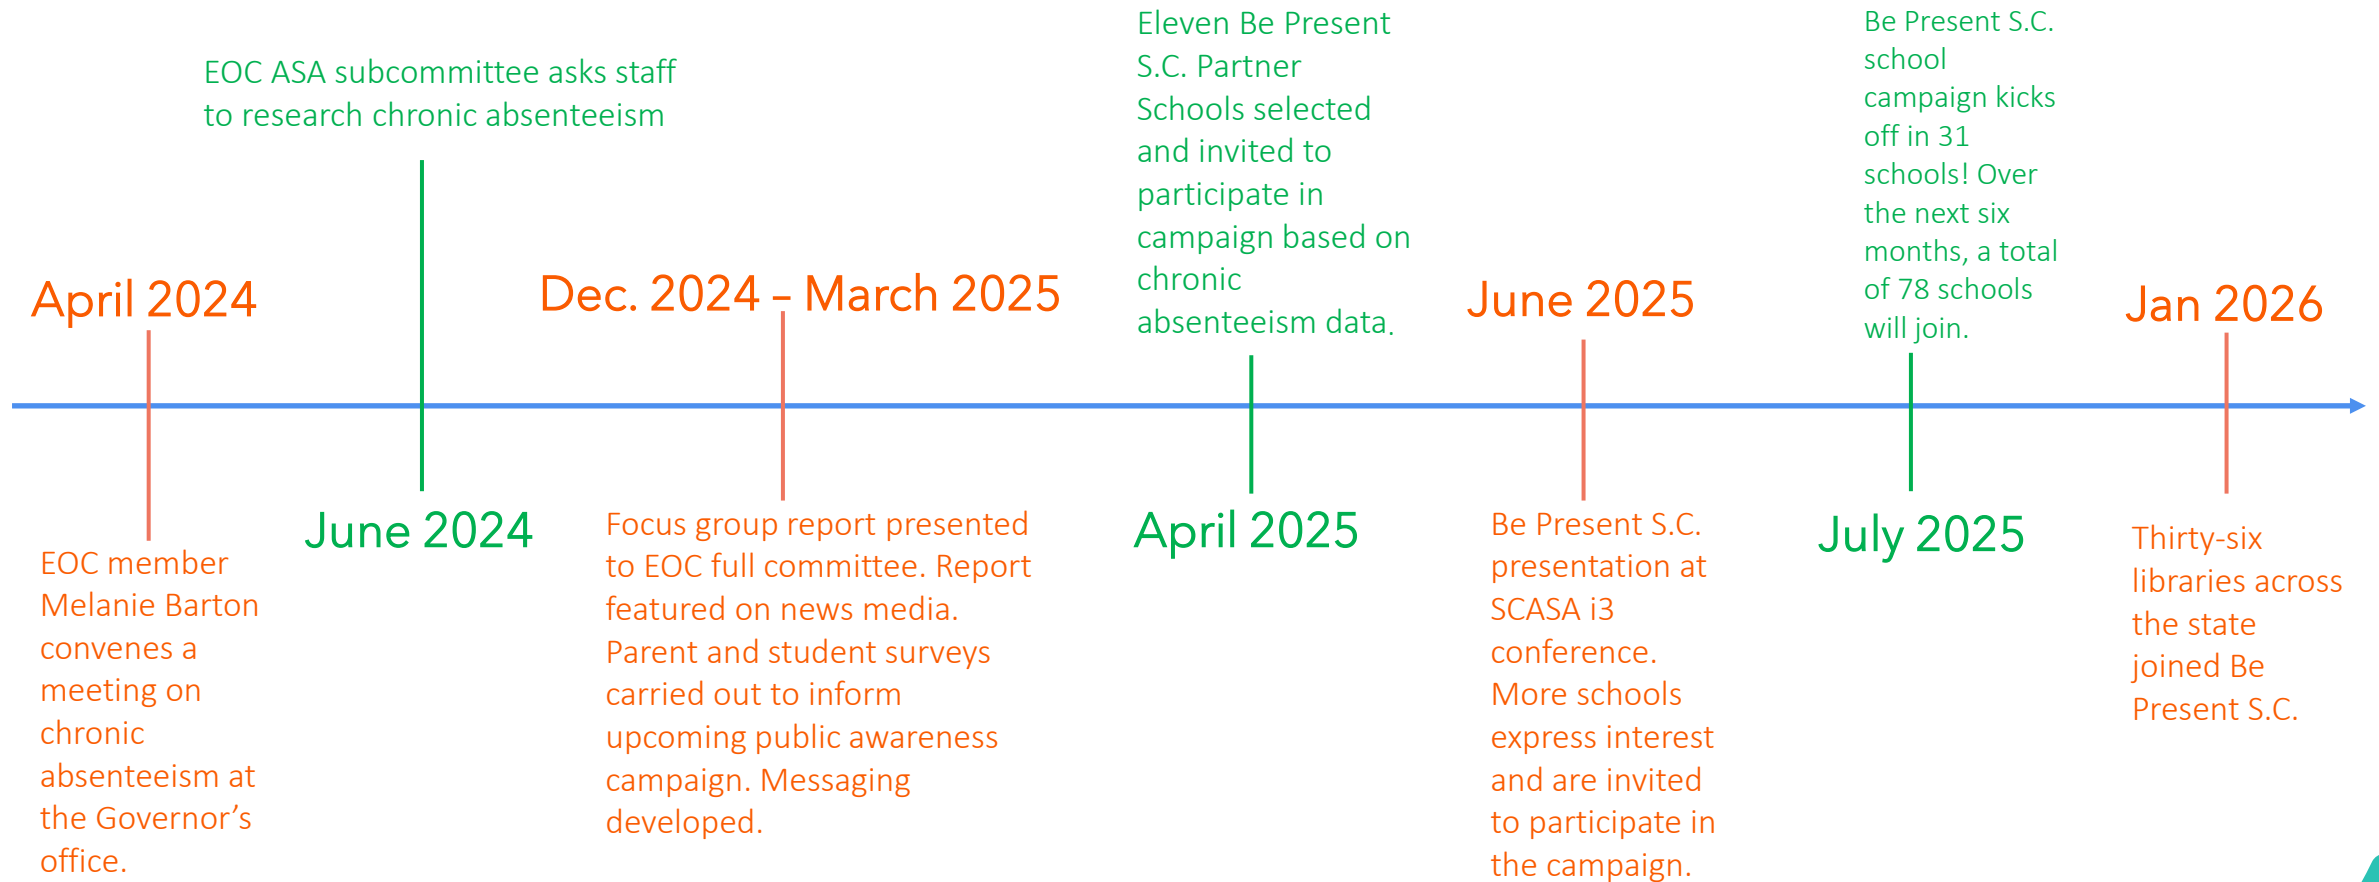 April 2024
EOC member
Melanie Barton
convenes a
meeting on
chronic
absenteeism at
the Governor’s
office.
EOC ASA subcommittee asks staff
to research chronic absenteeism
June 2024
Dec. 2024 – March 2025
Focus group report presented
to EOC full committee. Report
featured on news media.
Parent and student surveys
carried out to inform
upcoming public awareness
campaign. Messaging
developed.
Eleven Be Present
S.C. Partner
Schools selected
and invited to
participate in
campaign based on
chronic
absenteeism data.
April 2025
June 2025
Be Present S.C.
presentation at
SCASA i3
conference.
More schools
express interest
and are invited
to participate in
the campaign.
Be Present S.C.
school
campaign kicks
off in 31
schools! Over
the next six
months, a total
of 78 schools
will join.
July 2025
Jan 2026
Thirty-six
libraries across
the state
joined Be
Present S.C.